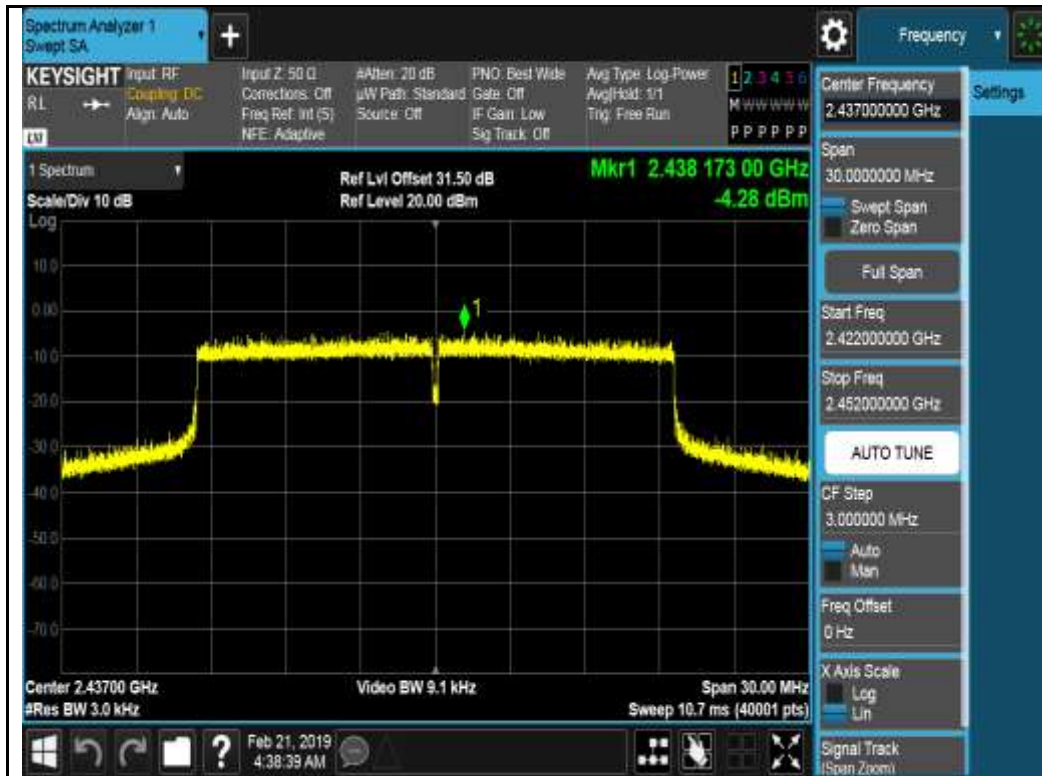 Spectrum Analyzer 1
Swept SA
+
Frequency
KEYSIGHT
RL
Input: RF
Coupling: DC
Align: Auto
Input Z: 50 Ω
Corrections: Off
Freq Ref: Int (S)
NFE: Adaptive
#Atten: 20 dB
µW Path: Standard
Source: Off
PNO: Best Wide
Gate: Off
IF Gain: Low
Sig Track: Off
Avg Type: Log-Power
Avg|Hold: 1/1
Trig: Free Run
1 2 3 4 5 6
M W W W W W
P P P P P P
Center Frequency
2.437000000 GHz
Settings
Span
30.0000000 MHz
Swept Span
Zero Span
Full Span
Start Freq
2.422000000 GHz
Stop Freq
2.452000000 GHz
AUTO TUNE
CF Step
3.000000 MHz
Auto
Man
Freq Offset
0 Hz
X Axis Scale
Log
Lin
Signal Track
(Span Zoom)
1 Spectrum
Scale/Div 10 dB
Log
Ref Lvl Offset 31.50 dB
Ref Level 20.00 dBm
Mkr1 2.438 173 00 GHz
-4.28 dBm
10.0
0.00
-10.0
-20.0
-30.0
-40.0
-50.0
-60.0
-70.0
1
Center 2.43700 GHz
#Res BW 3.0 kHz
Video BW 9.1 kHz
Span 30.00 MHz
Sweep 10.7 ms (40001 pts)
?
Feb 21, 2019
4:38:39 AM